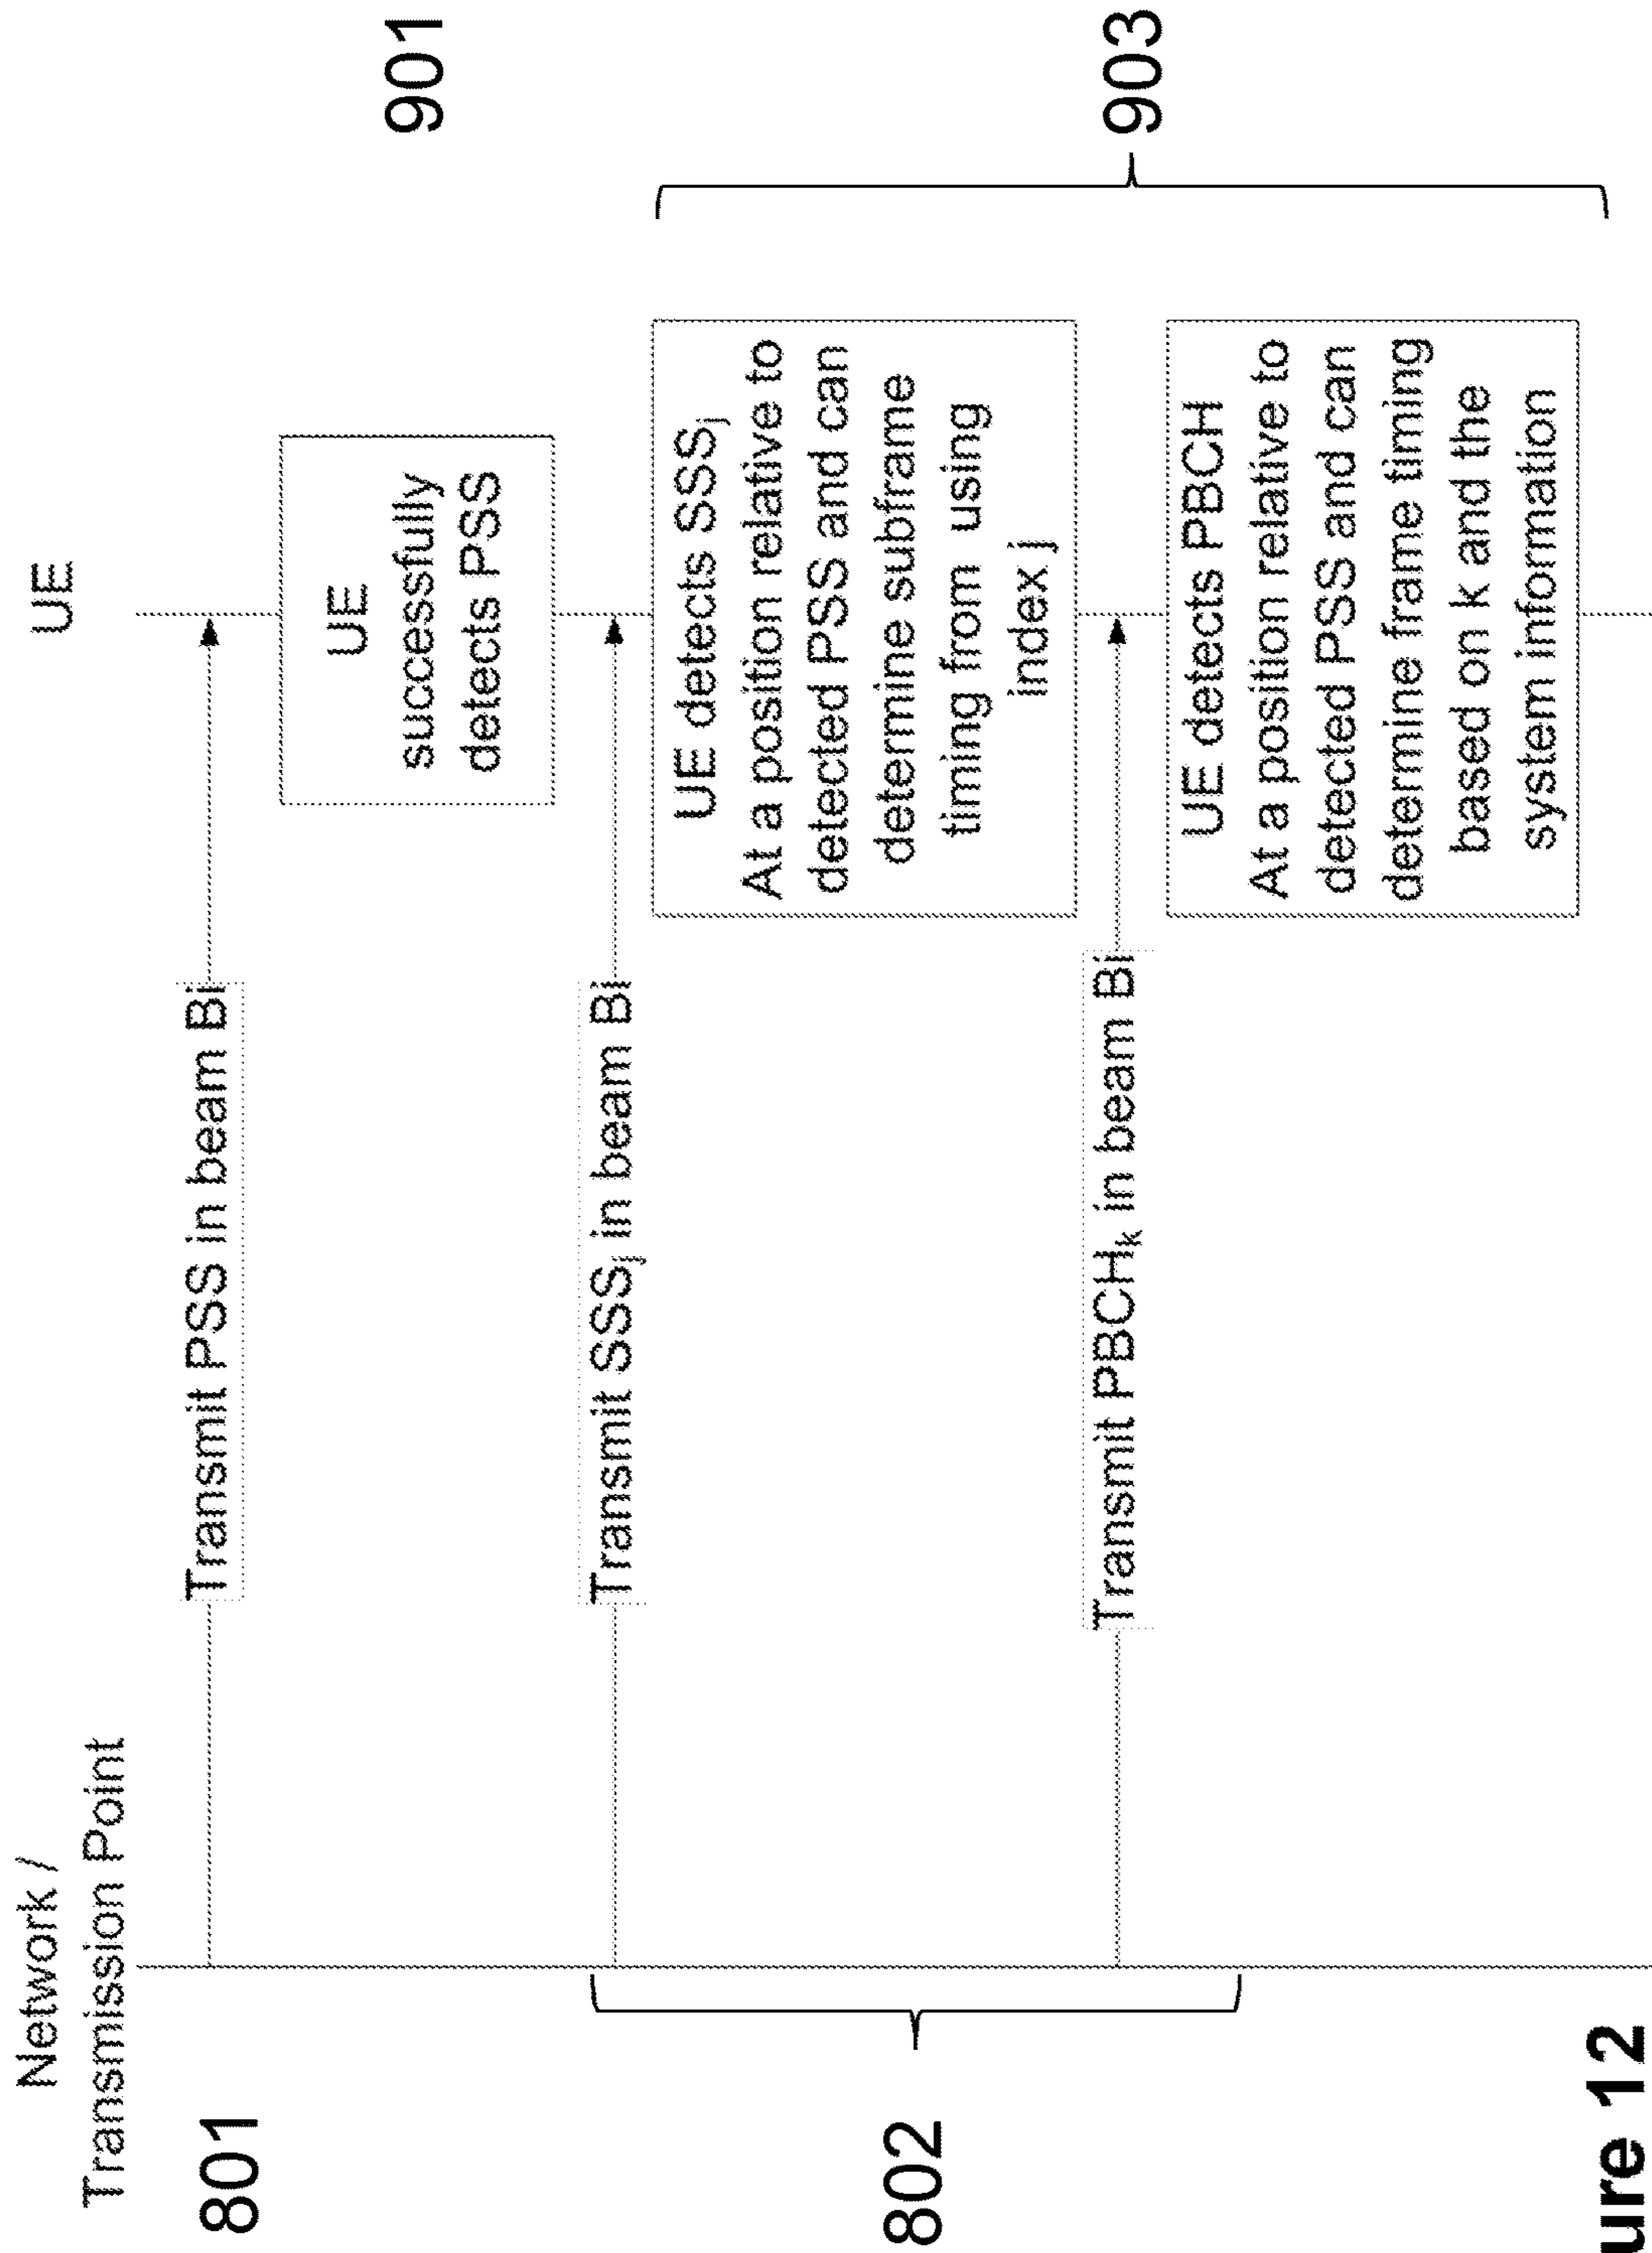 Network /
Transmission Point
UE
801
Transmit PSS in beam Bi
901
UE
successfully
detects PSS
802
Transmit SSSj in beam Bi
UE detects SSSj
At a position relative to
detected PSS and can
determine subframe
timing from using
index j
903
Transmit PBCHk in beam Bi
UE detects PBCH
At a position relative to
detected PSS and can
determine frame timing
based on k and the
system information
ure 12